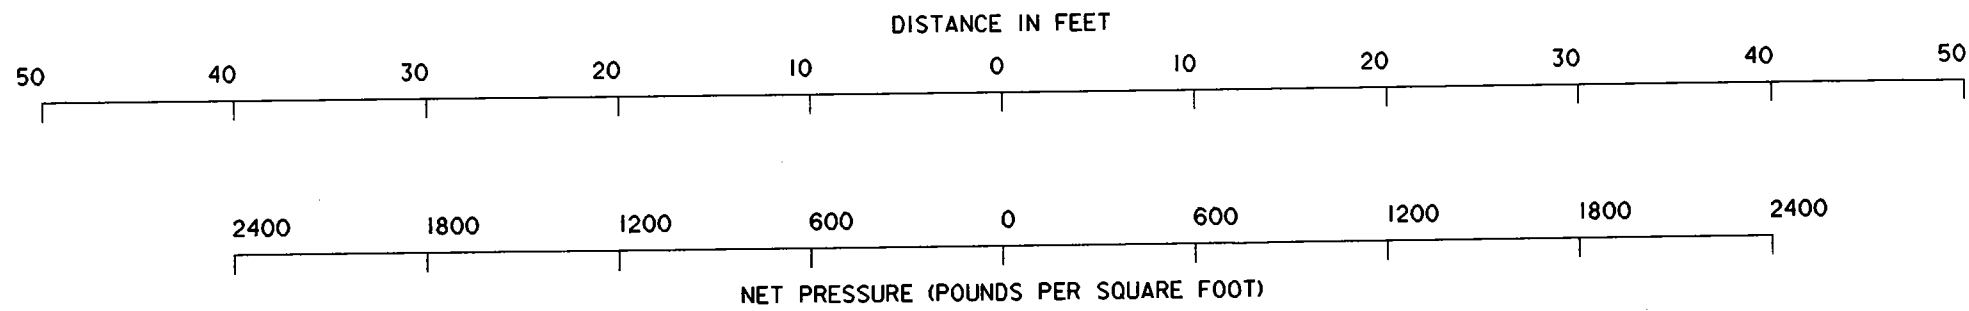 DISTANCE IN FEET
50 40 30 20 10 0 10 20 30 40 50
2400 1800 1200 600 0 600 1200 1800 2400
NET PRESSURE (POUNDS PER SQUARE FOOT)